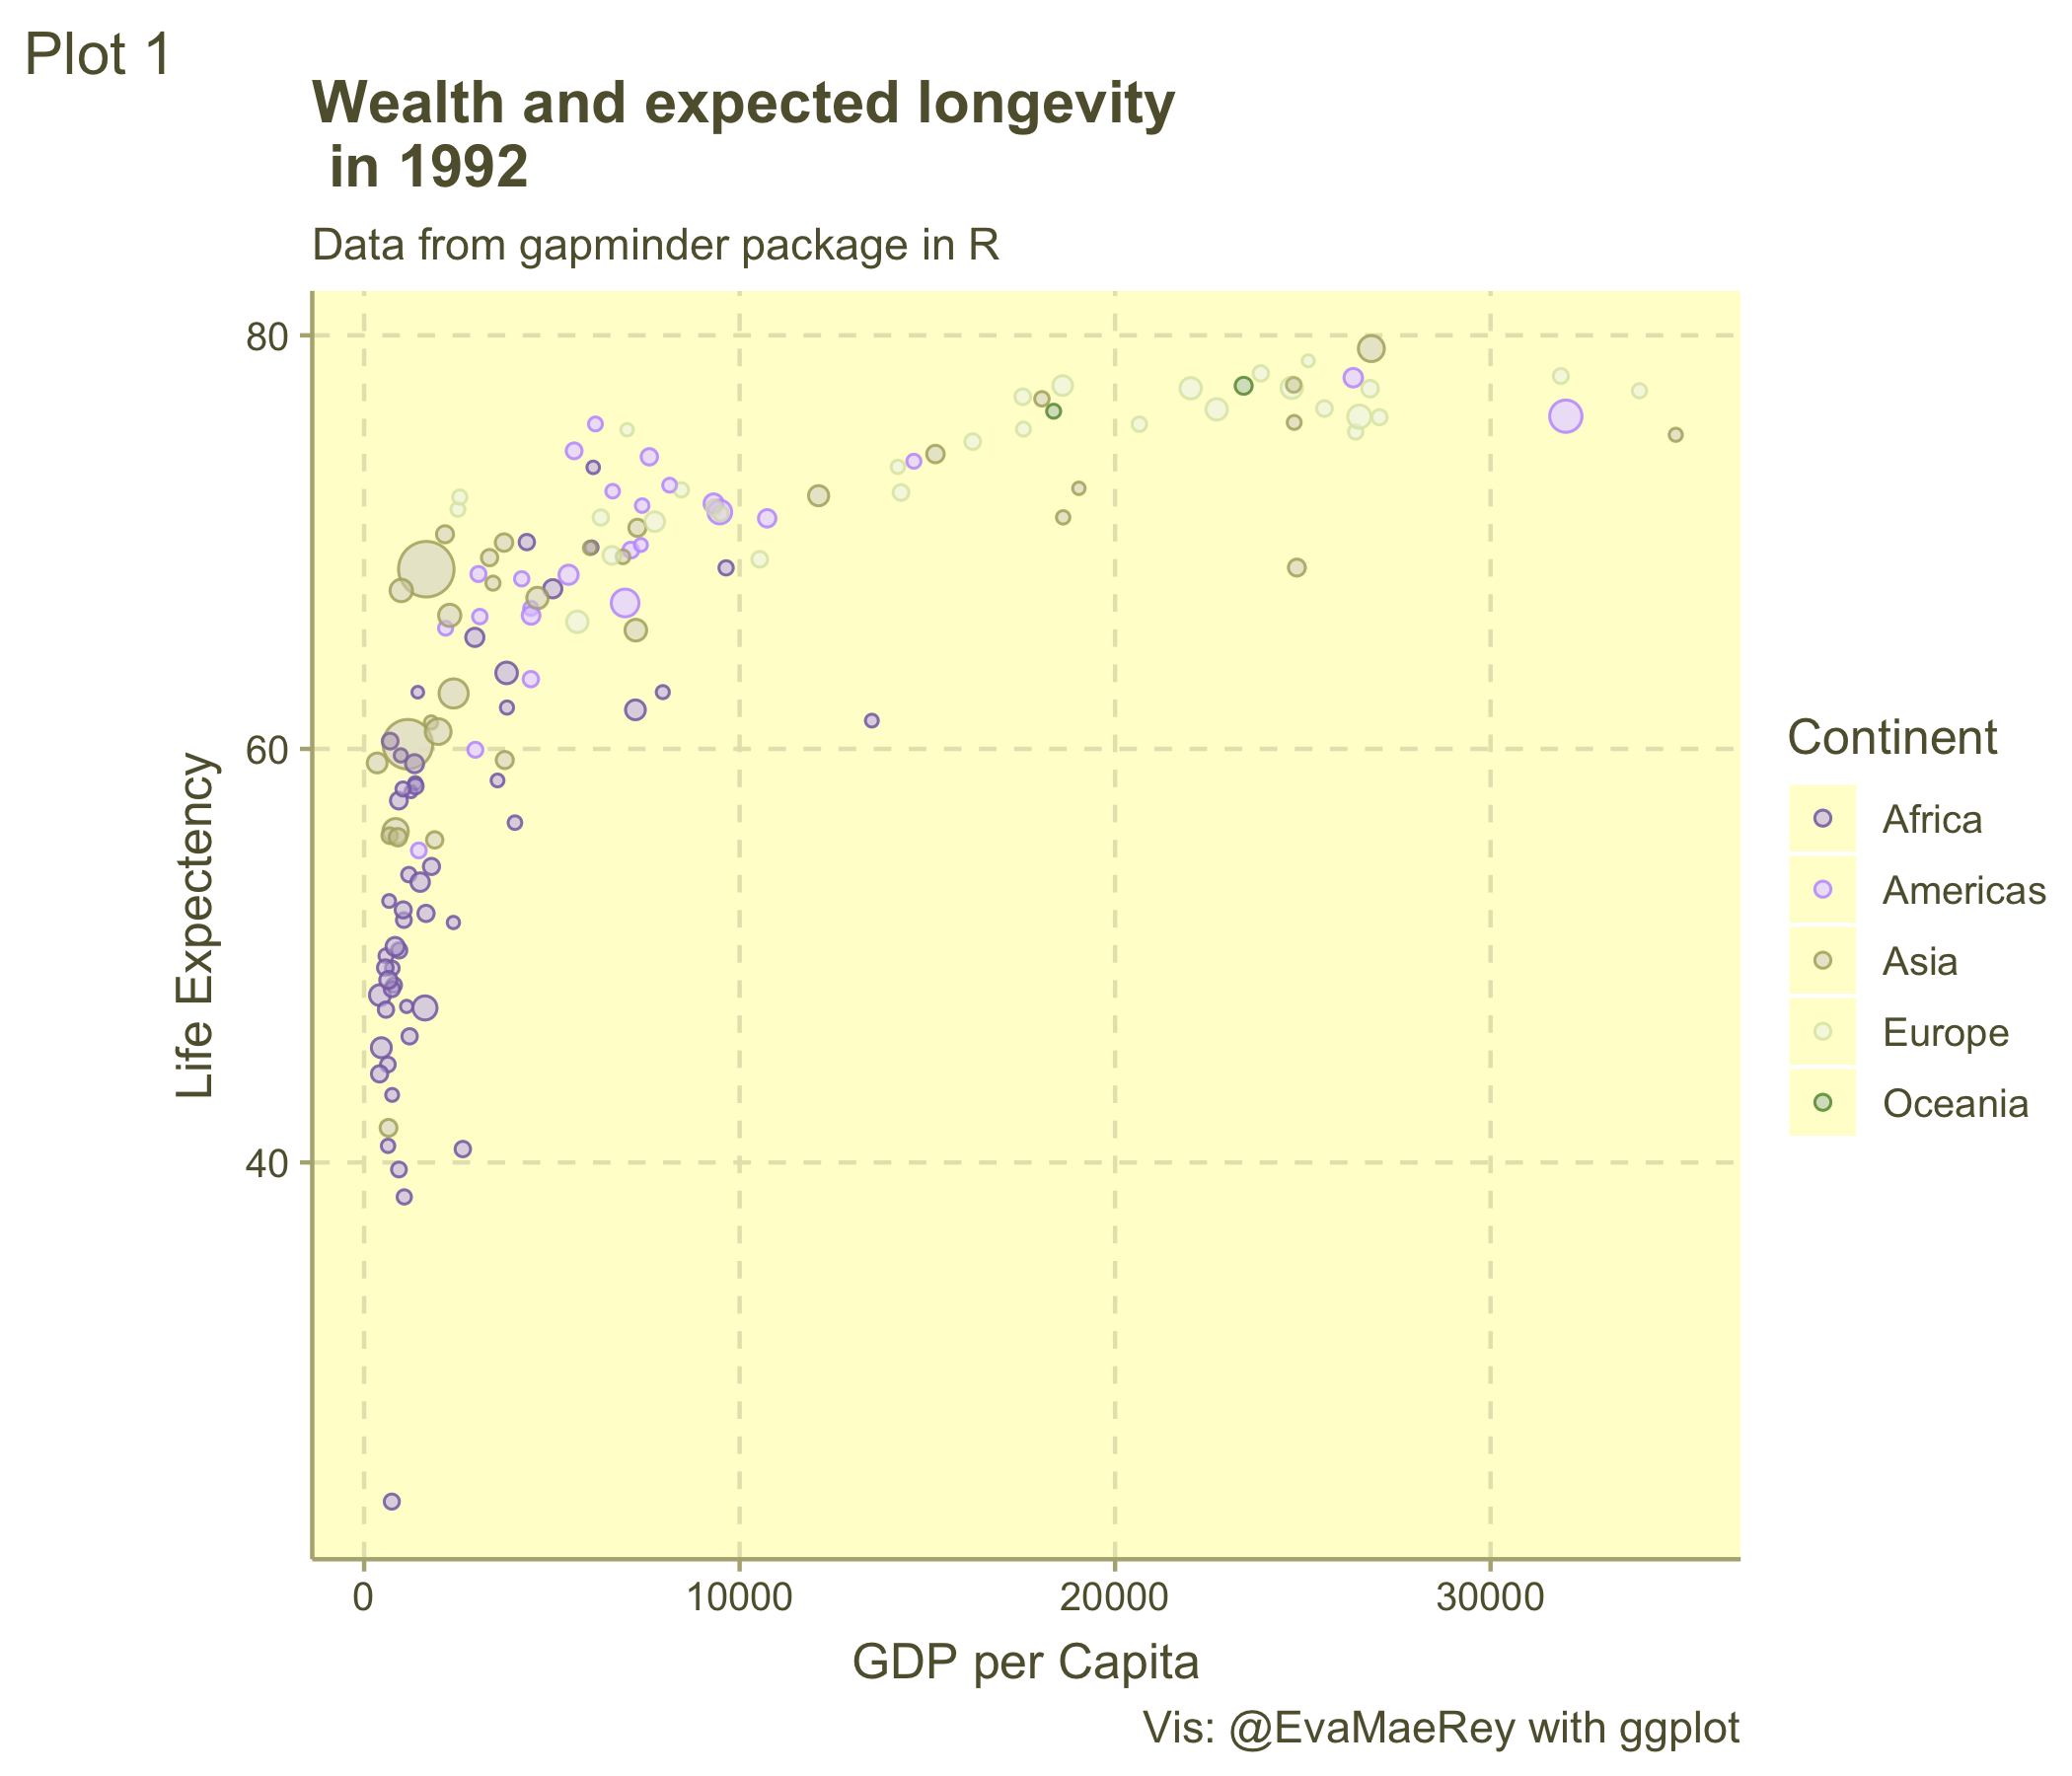 Plot 1
Wealth and expected longevity
in 1992
Data from gapminder package in R
80
60
40
Life Expectency
0 10000 20000 30000
GDP per Capita
Continent
Africa
Americas
Asia
Europe
Oceania
Vis: @EvaMaeRey with ggplot